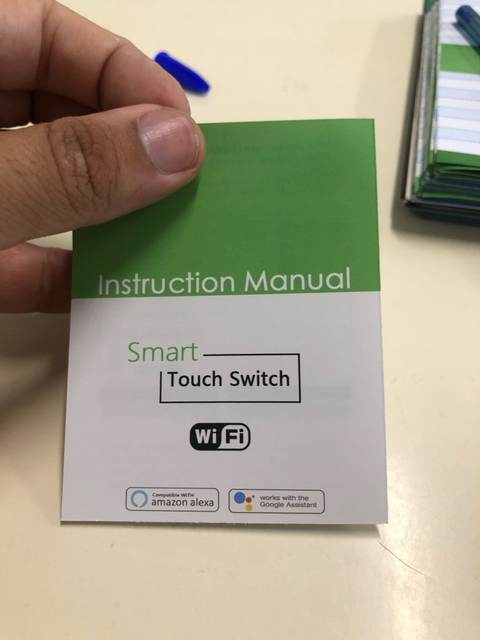 Instruction Manual
Smart
Touch Switch
WiFi
Compatible WITH
amazon alexa
works with the
Google Assistant